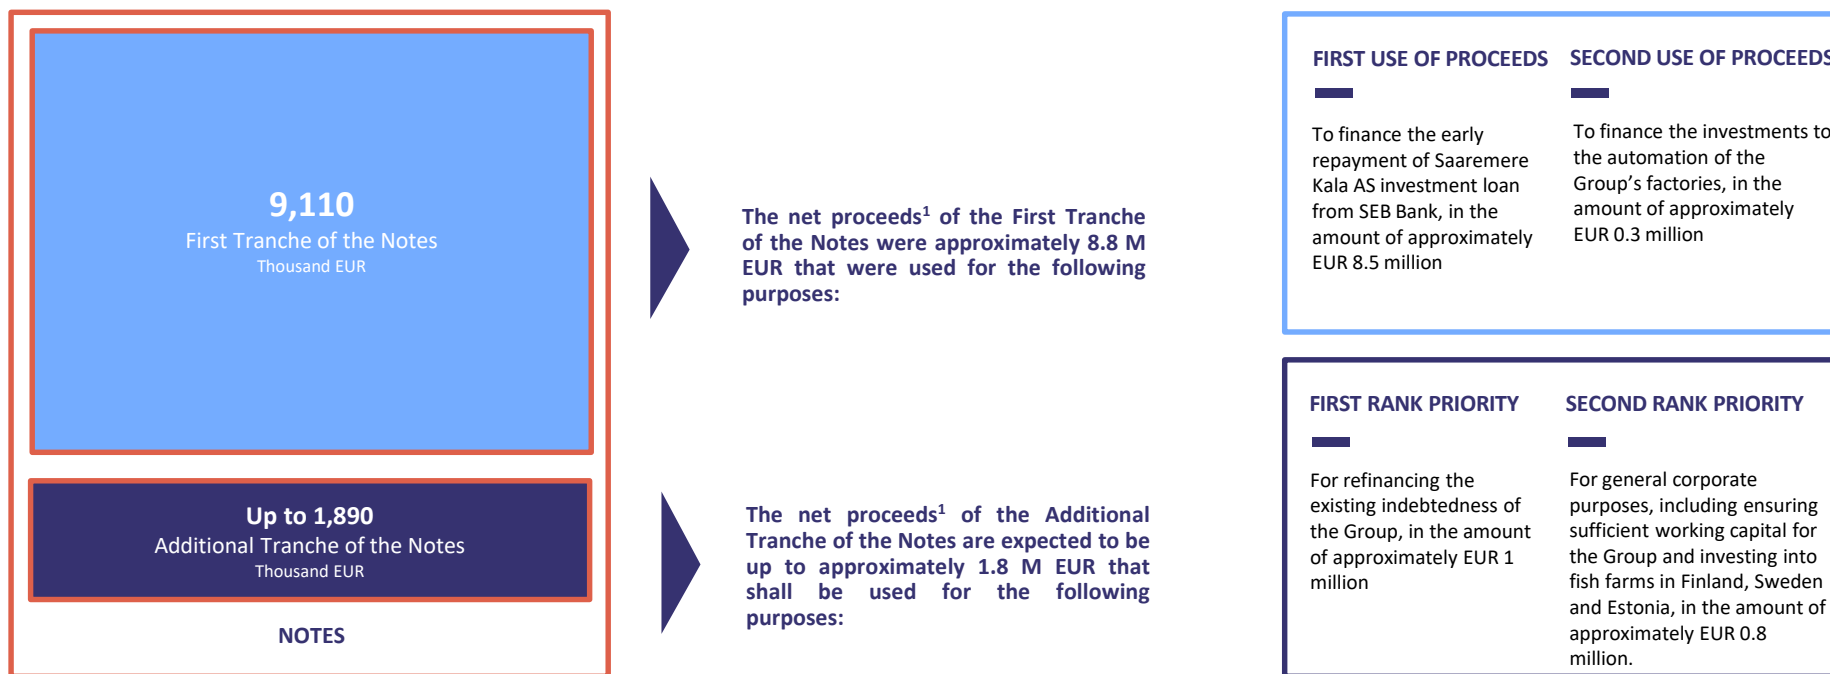 9,110
First Tranche of the Notes
Thousand EUR
Up to 1,890
Additional Tranche of the Notes
Thousand EUR
NOTES
The net proceeds¹ of the First Tranche
of the Notes were approximately 8.8 M
EUR that were used for the following
purposes:
The net proceeds¹ of the Additional
Tranche of the Notes are expected to be
up to approximately 1.8 M EUR that
shall be used for the following
purposes:
FIRST USE OF PROCEEDS
To finance the early
repayment of Saaremere
Kala AS investment loan
from SEB Bank, in the
amount of approximately
EUR 8.5 million
SECOND USE OF PROCEEDS
To finance the investments to
the automation of the
Group’s factories, in the
amount of approximately
EUR 0.3 million
FIRST RANK PRIORITY
For refinancing the
existing indebtedness of
the Group, in the amount
of approximately EUR 1
million
SECOND RANK PRIORITY
For general corporate
purposes, including ensuring
sufficient working capital for
the Group and investing into
fish farms in Finland, Sweden
and Estonia, in the amount of
approximately EUR 0.8
million.